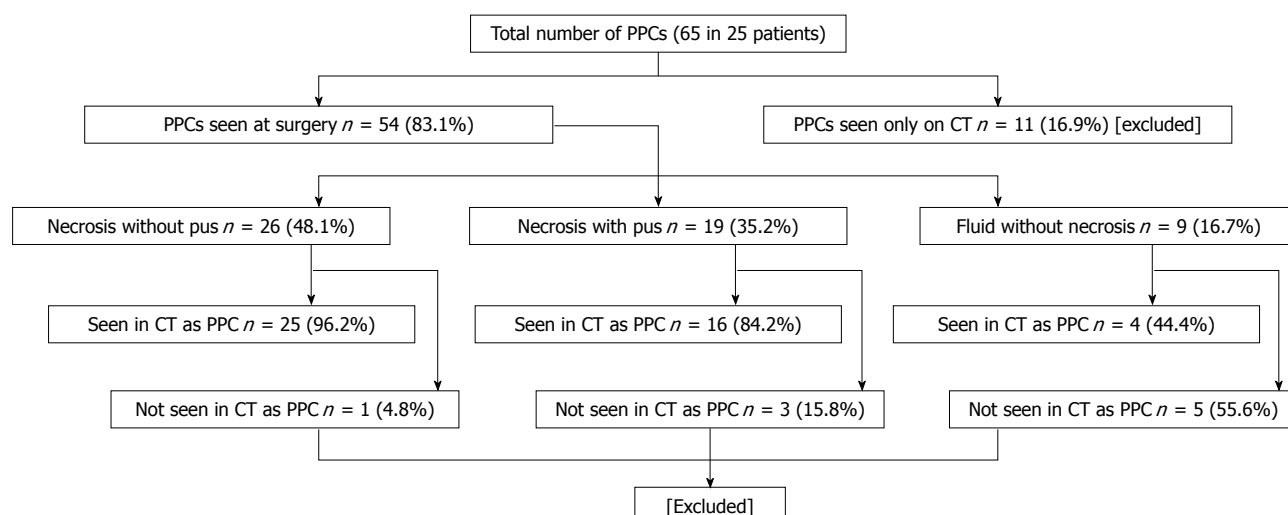 Total number of PPCs (65 in 25 patients)
PPCs seen at surgery n = 54 (83.1%)
PPCs seen only on CT n = 11 (16.9%) [excluded]
Necrosis without pus n = 26 (48.1%)
Necrosis with pus n = 19 (35.2%)
Fluid without necrosis n = 9 (16.7%)
Seen in CT as PPC n = 25 (96.2%)
Seen in CT as PPC n = 16 (84.2%)
Seen in CT as PPC n = 4 (44.4%)
Not seen in CT as PPC n = 1 (4.8%)
Not seen in CT as PPC n = 3 (15.8%)
Not seen in CT as PPC n = 5 (55.6%)
[Excluded]